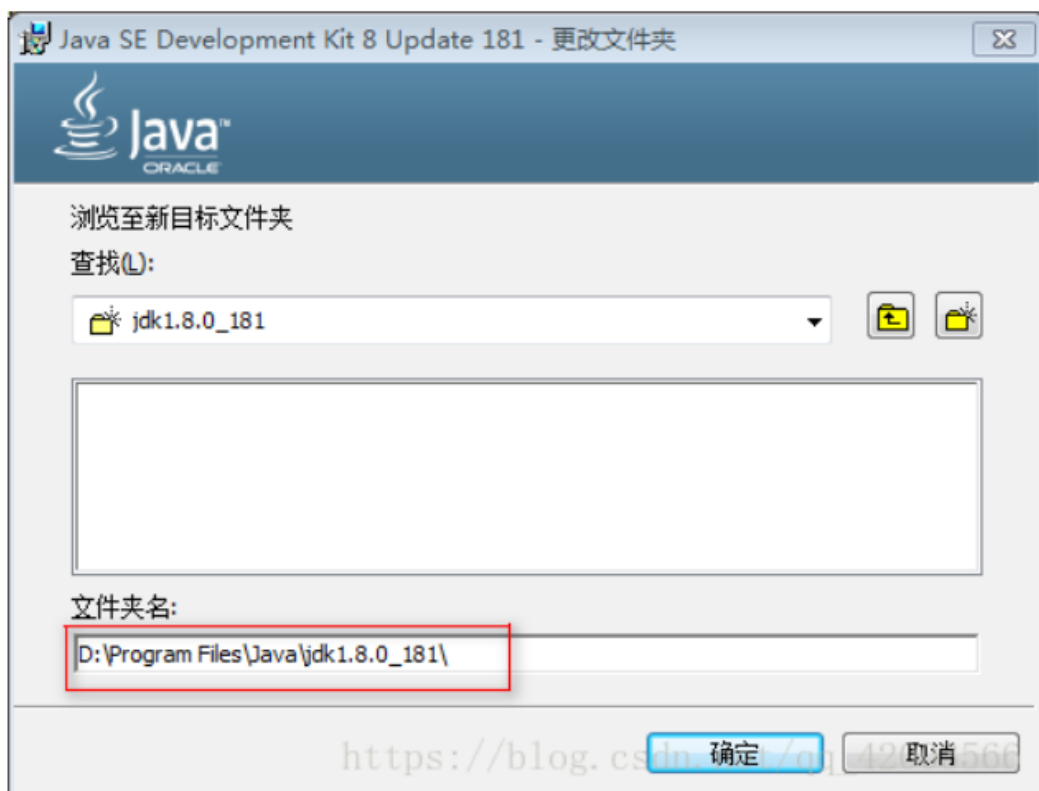 Java SE Development Kit 8 Update 181 - 更改文件夹
Java™
ORACLE
浏览至新目标文件夹
查找(L):
jdk1.8.0_181
文件夹名:
D:\Program Files\Java\jdk1.8.0_181\
确定
取消
https://blog.csdn